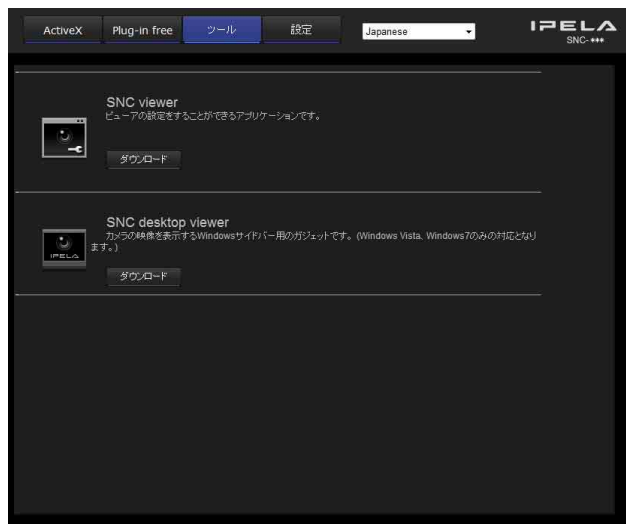 ActiveX Plug-in free ツール 設定 Japanese IPELA
SNC-***
SNC viewer
ビューアの設定をすることができるアプリケーションです。
ダウンロード
SNC desktop viewer
カメラの映像を表示するWindowsサイドバー用のガジェットです。(Windows Vista, Windows7のみの対応となり
ます。)
IPELA
ダウンロード